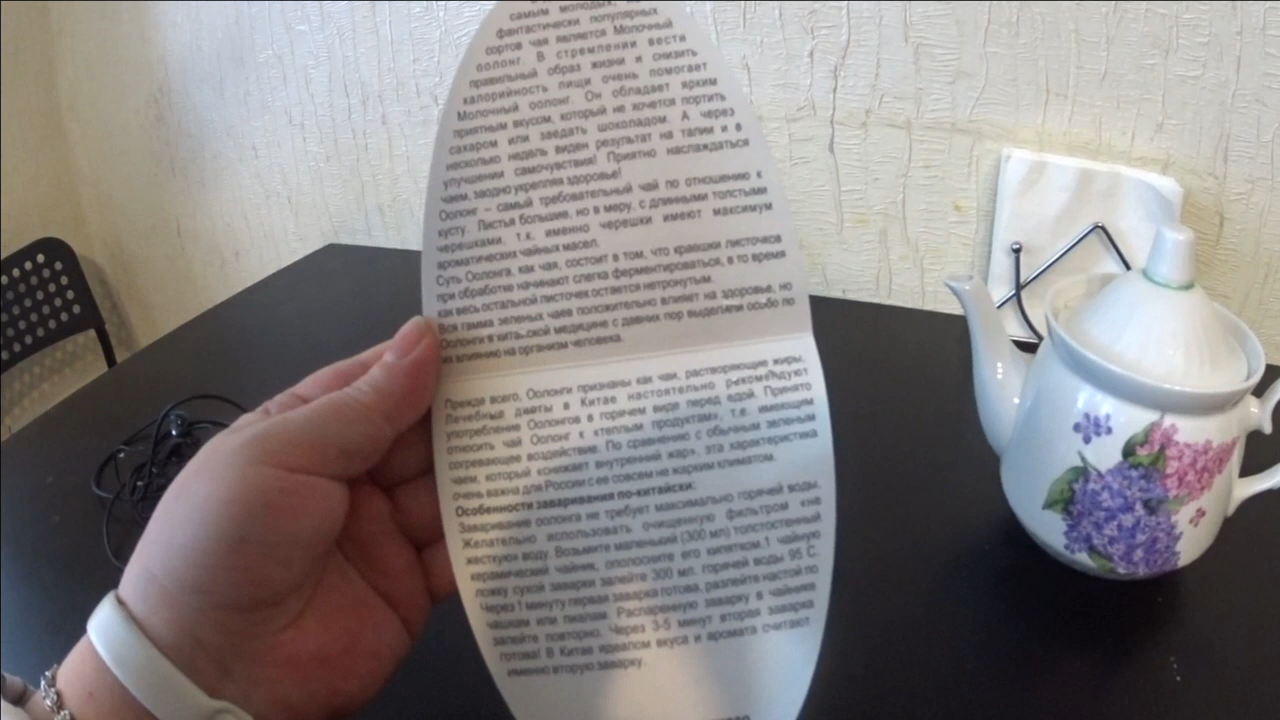 самым молодых,
фантастически популярных
сортов чая является Молочный
оолонг. В стремлении вести
правильный образ жизни и снизить
калорийность пищи очень помогает
Молочный оолонг. Он обладает ярким
приятным вкусом, который не хочется портить
сахаром или заедать шоколадом. А через
несколько недель виден результат на талии и в
улучшении самочувствия! Приятно наслаждаться
чаем, заодно укрепляя здоровье!
Оолонг – самый требовательный чай по отношению к
кусту. Листья большие, но в меру, с длинными толстыми
черешками, т.к. именно черешки имеют максимум
ароматических чайных масел.
Суть Оолонга, как чая, состоит в том, что краешки листочков
при обработке начинают слегка ферментироваться, в то время
как весь остальной листочек остается нетронутым.
Вся гамма зеленых чаев положительно влияет на здоровье, но
Оолонги в китайской медицине с давних пор выделяли особо по
их влиянию на организм человека.
Прежде всего, Оолонги признаны как чаи, растворяющие жиры.
Лечебные диеты в Китае настоятельно рекомендуют
употребление Оолонгов в горячем виде перед едой. Принято
относить чай Оолонг к «теплым продуктам», т.е. имеющим
согревающее воздействие. По сравнению с обычным зеленым
чаем, который «снижает внутренний жар», эта характеристика
очень важна для России с ее совсем не жарким климатом.
Особенности заваривания по-китайски:
Заваривание оолонга не требует максимально горячей воды.
Желательно использовать очищенную фильтром «не
жесткую» воду. Возьмите маленький (300 мл) толстостенный
керамический чайник, ополосните его кипятком.1 чайную
ложку сухой заварки залейте 300 мл. горячей воды 95 С.
Через 1 минуту первая заварка готова, разлейте настой по
чашкам или пиалам. Распаренную заварку в чайнике
залейте повторно. Через 3-5 минут вторая заварка
готова! В Китае идеалом вкуса и аромата считают
именно вторую заварку.